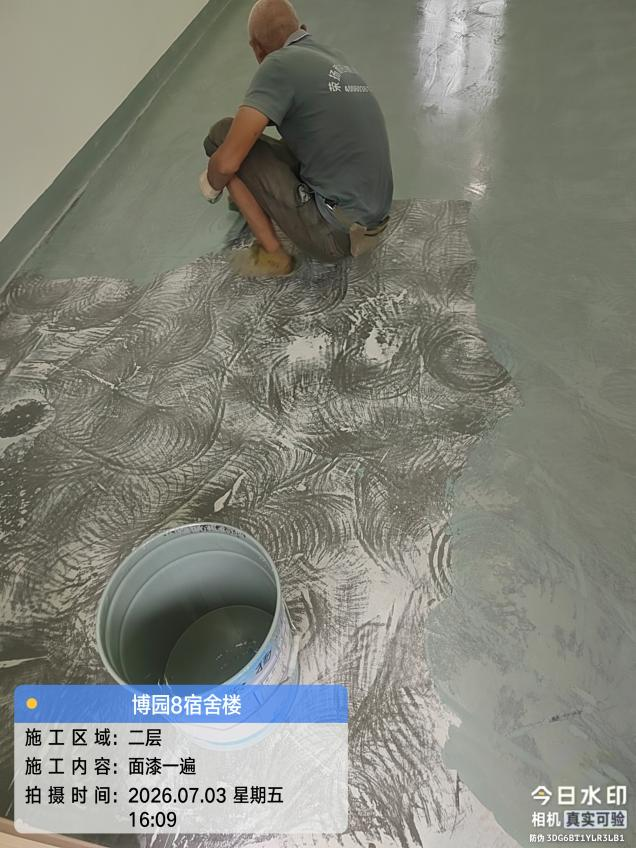 博园8宿舍楼
施工区域：二层
施工内容：面漆一遍
拍摄时间：2026.07.03 星期五
16:09
今日水印
相机 真实可验
防伪 3DG6BT1YLR3LB1